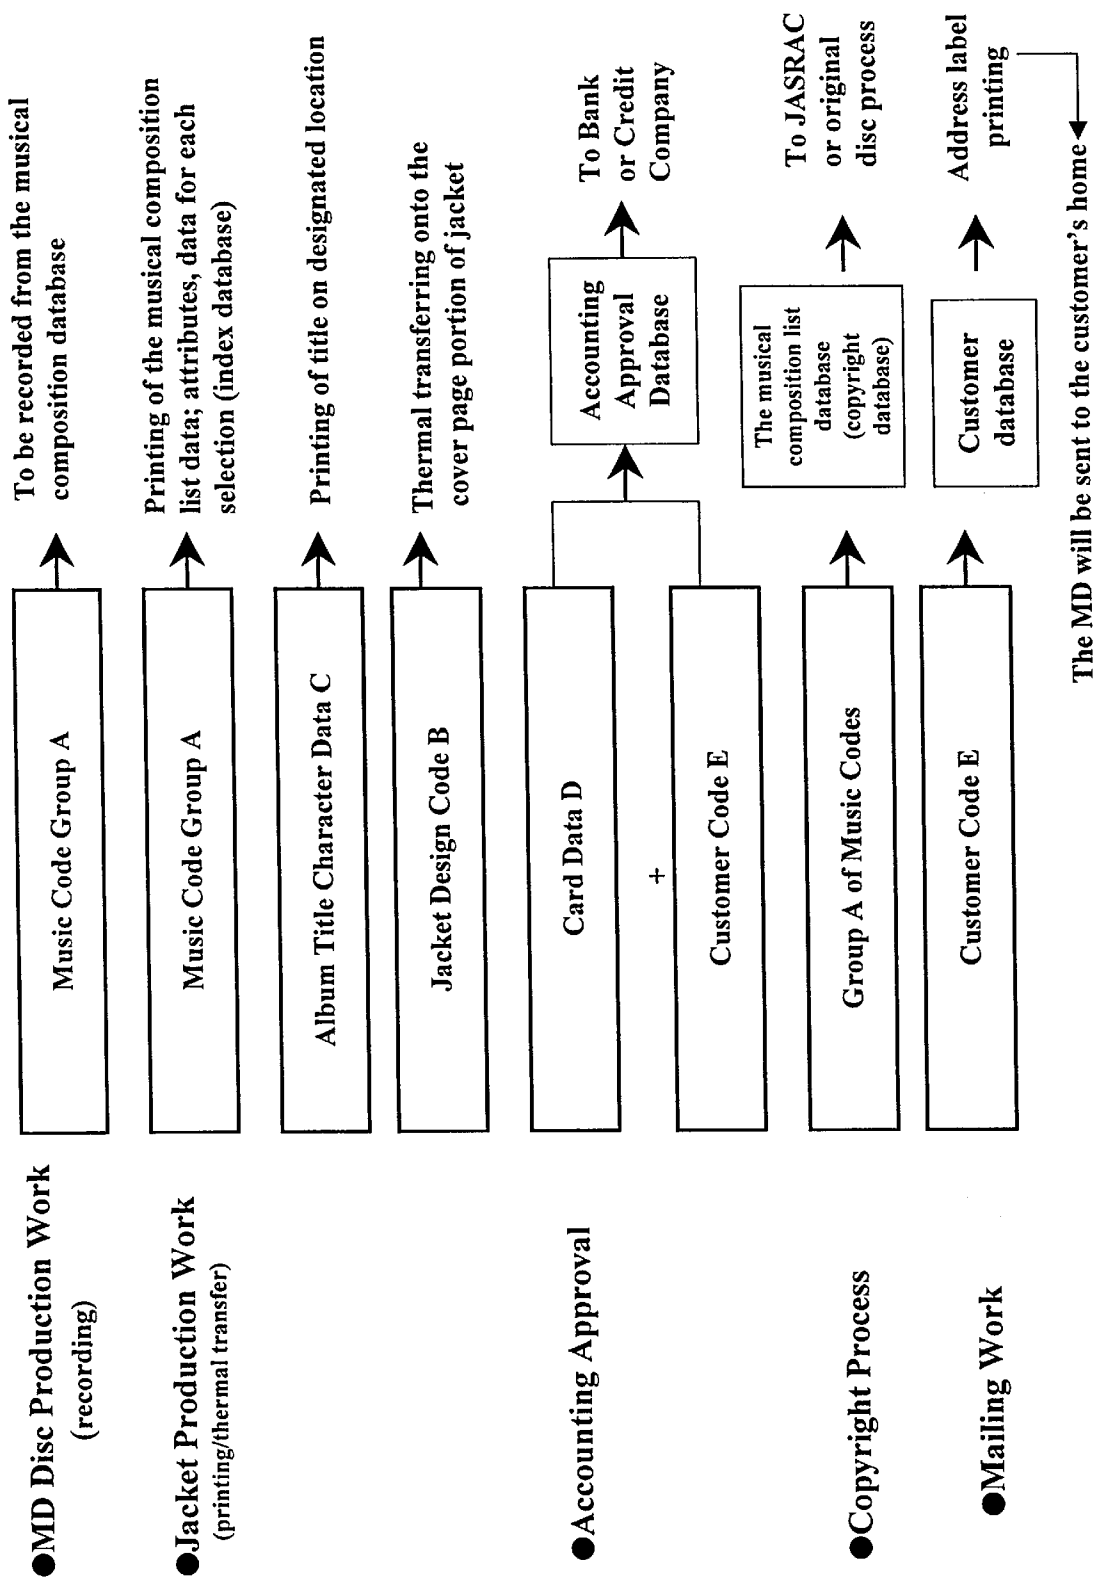 ●MD Disc Production Work
(recording)
Music Code Group A
To be recorded from the musical
composition database
●Jacket Production Work
(printing/thermal transfer)
Music Code Group A
Printing of the musical composition
list data; attributes, data for each
selection (index database)
Album Title Character Data C
Printing of title on designated location
Jacket Design Code B
Thermal transferring onto the
cover page portion of jacket
●Accounting Approval
Card Data D
+
Customer Code E
Accounting
Approval
Database
To Bank
or Credit
Company
●Copyright Process
Group A of Music Codes
The musical
composition list
database
(copyright
database)
To JASRAC
or original
disc process
●Mailing Work
Customer Code E
Customer
database
Address label
printing
The MD will be sent to the customer's home